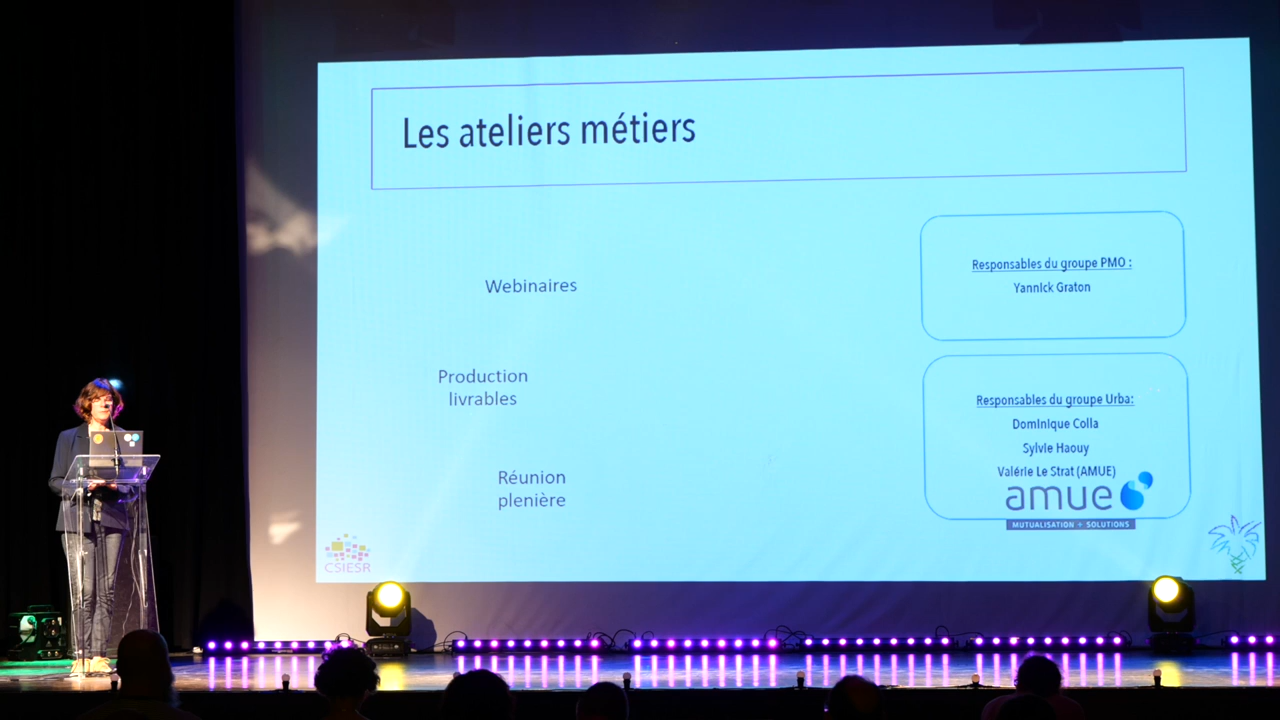 Les ateliers métiers
Webinaires
Production
livrables
Réunion
plenière
Responsables du groupe PMO :
Yannick Graton
Responsables du groupe Urba:
Dominique Colla
Sylvie Haouy
Valérie Le Strat (AMUE)
amue
MUTUALISATION + SOLUTIONS
CSIESR